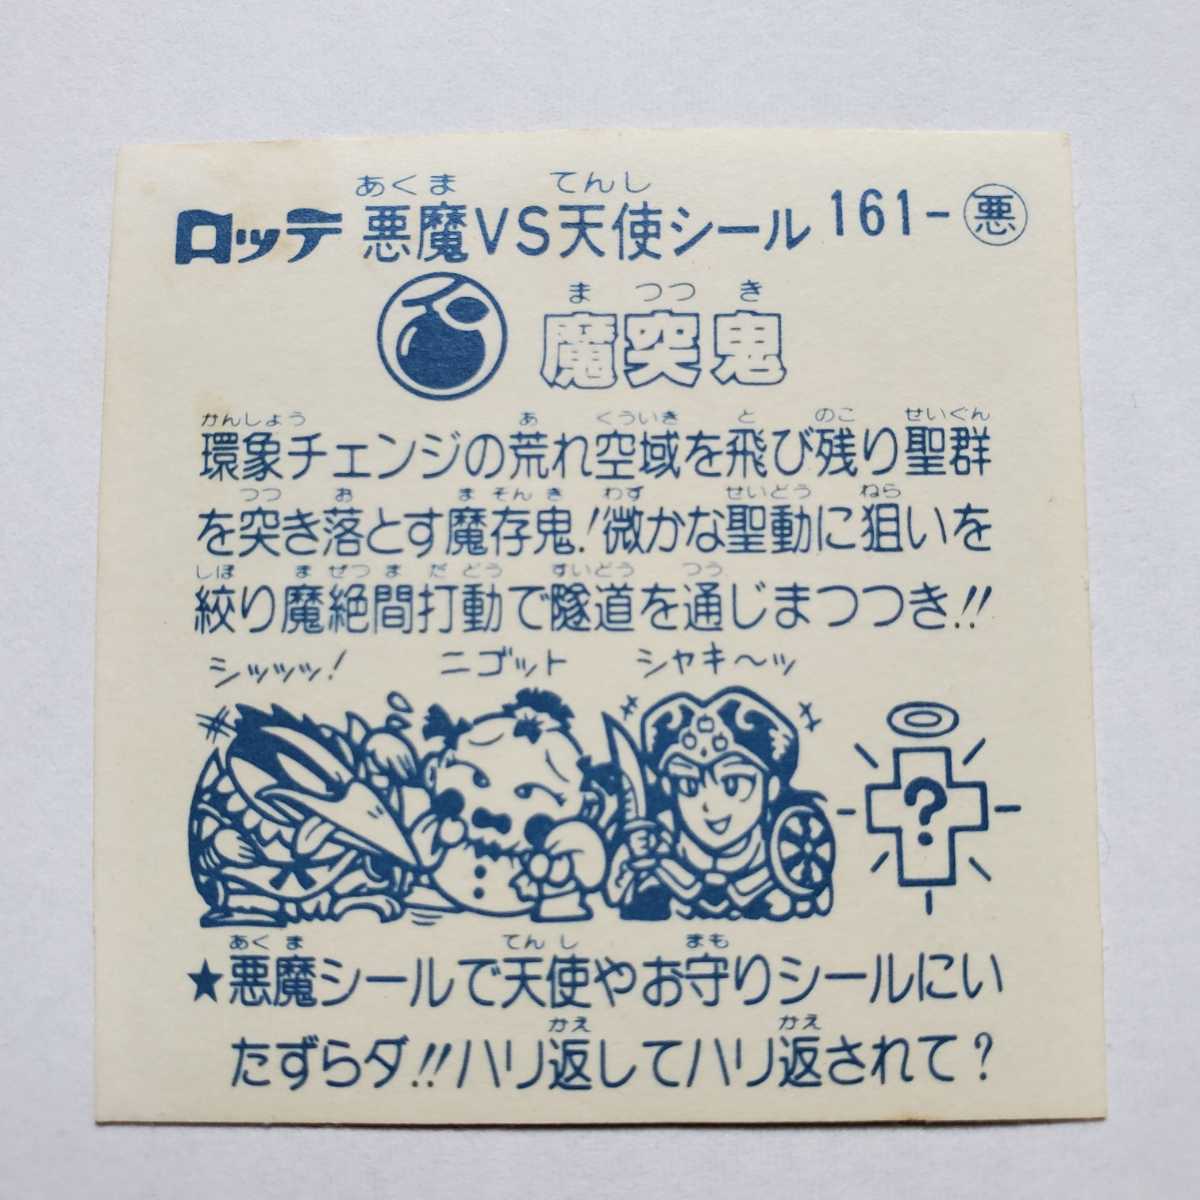 あくま てんし
ロッテ 悪魔VS天使シール 161-悪
ま つつ き
魔突鬼
かんしょう あ くういき と のこ せいぐん
環象チェンジの荒れ空域を飛び残り聖群
つつ お ま そん き わず せいどう ねら
を突き落とす魔存鬼!微かな聖動に狙いを
しぼ ま ぜつ ま だ どう すいどう つう
絞り魔絶間打動で隧道を通じまつつき!!
シッッッ! ニゴット シャキ〜ッ
?
あくま てんし まも
★悪魔シールで天使やお守りシールにい
かえ かえ
たずらダ!!ハリ返してハリ返されて?